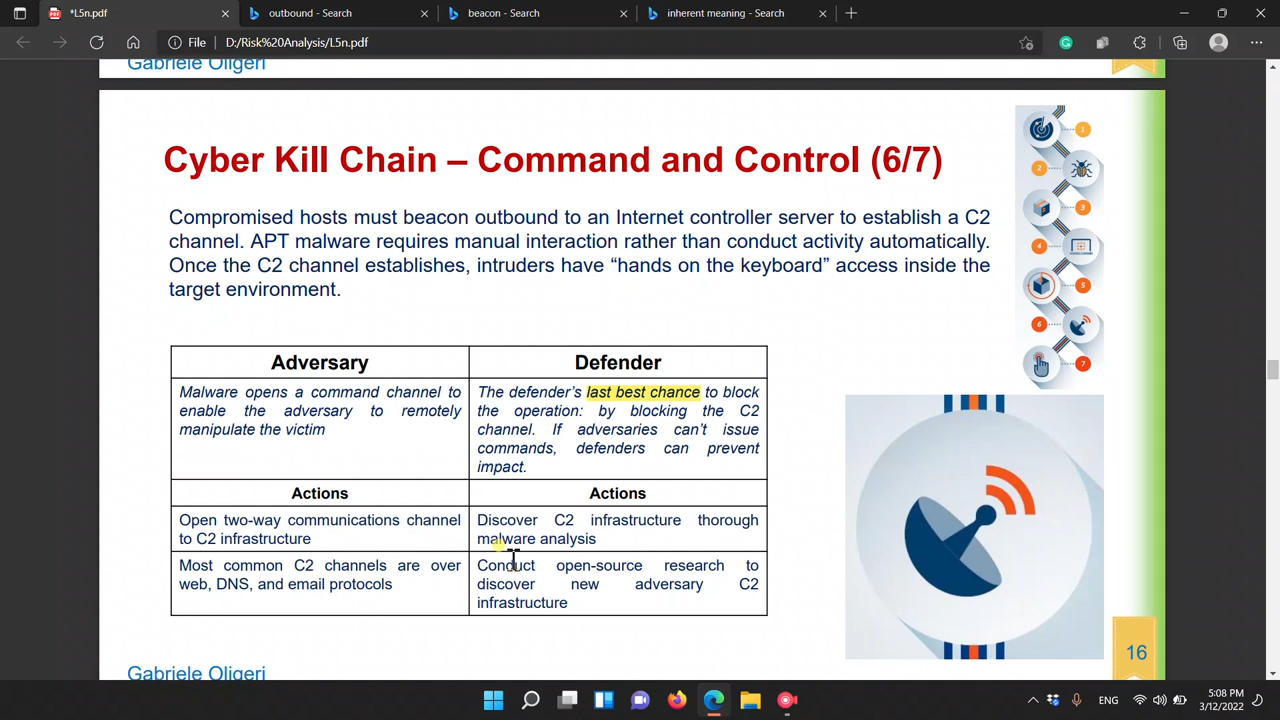 *L5n.pdf
outbound - Search
beacon - Search
inherent meaning - Search
File
D:/Risk%20Analysis/L5n.pdf
Gabriele Oligeri
Cyber Kill Chain – Command and Control (6/7)
Compromised hosts must beacon outbound to an Internet controller server to establish a C2
channel. APT malware requires manual interaction rather than conduct activity automatically.
Once the C2 channel establishes, intruders have “hands on the keyboard” access inside the
target environment.
1
2
3
4
5
6
7
Adversary
Defender
Malware opens a command channel to
enable the adversary to remotely
manipulate the victim
The defender’s last best chance to block
the operation: by blocking the C2
channel. If adversaries can’t issue
commands, defenders can prevent
impact.
Actions
Actions
Open two-way communications channel
to C2 infrastructure
Discover C2 infrastructure thorough
malware analysis
Most common C2 channels are over
web, DNS, and email protocols
Conduct open-source research to
discover new adversary C2
infrastructure
16
Gabriele Oligeri
ENG
5:08 PM
3/12/2022